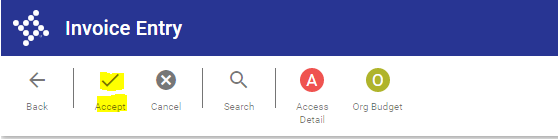 Invoice Entry
A
O
Back
Accept
Cancel
Search
Access
Detail
Org Budget